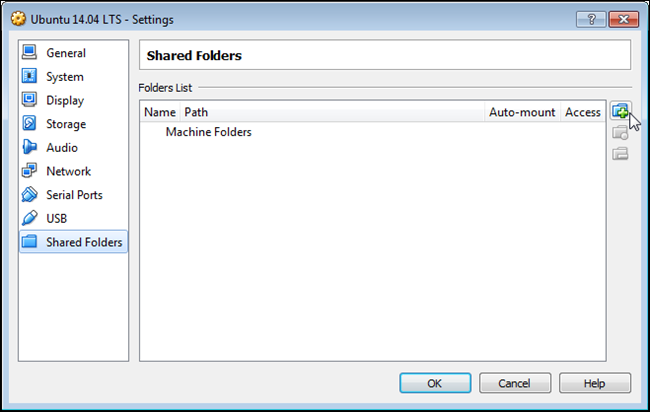 Ubuntu 14.04 LTS - Settings
General
System
Display
Storage
Audio
Network
Serial Ports
USB
Shared Folders
Shared Folders
Folders List
Name Path Auto-mount Access
Machine Folders
OK Cancel Help